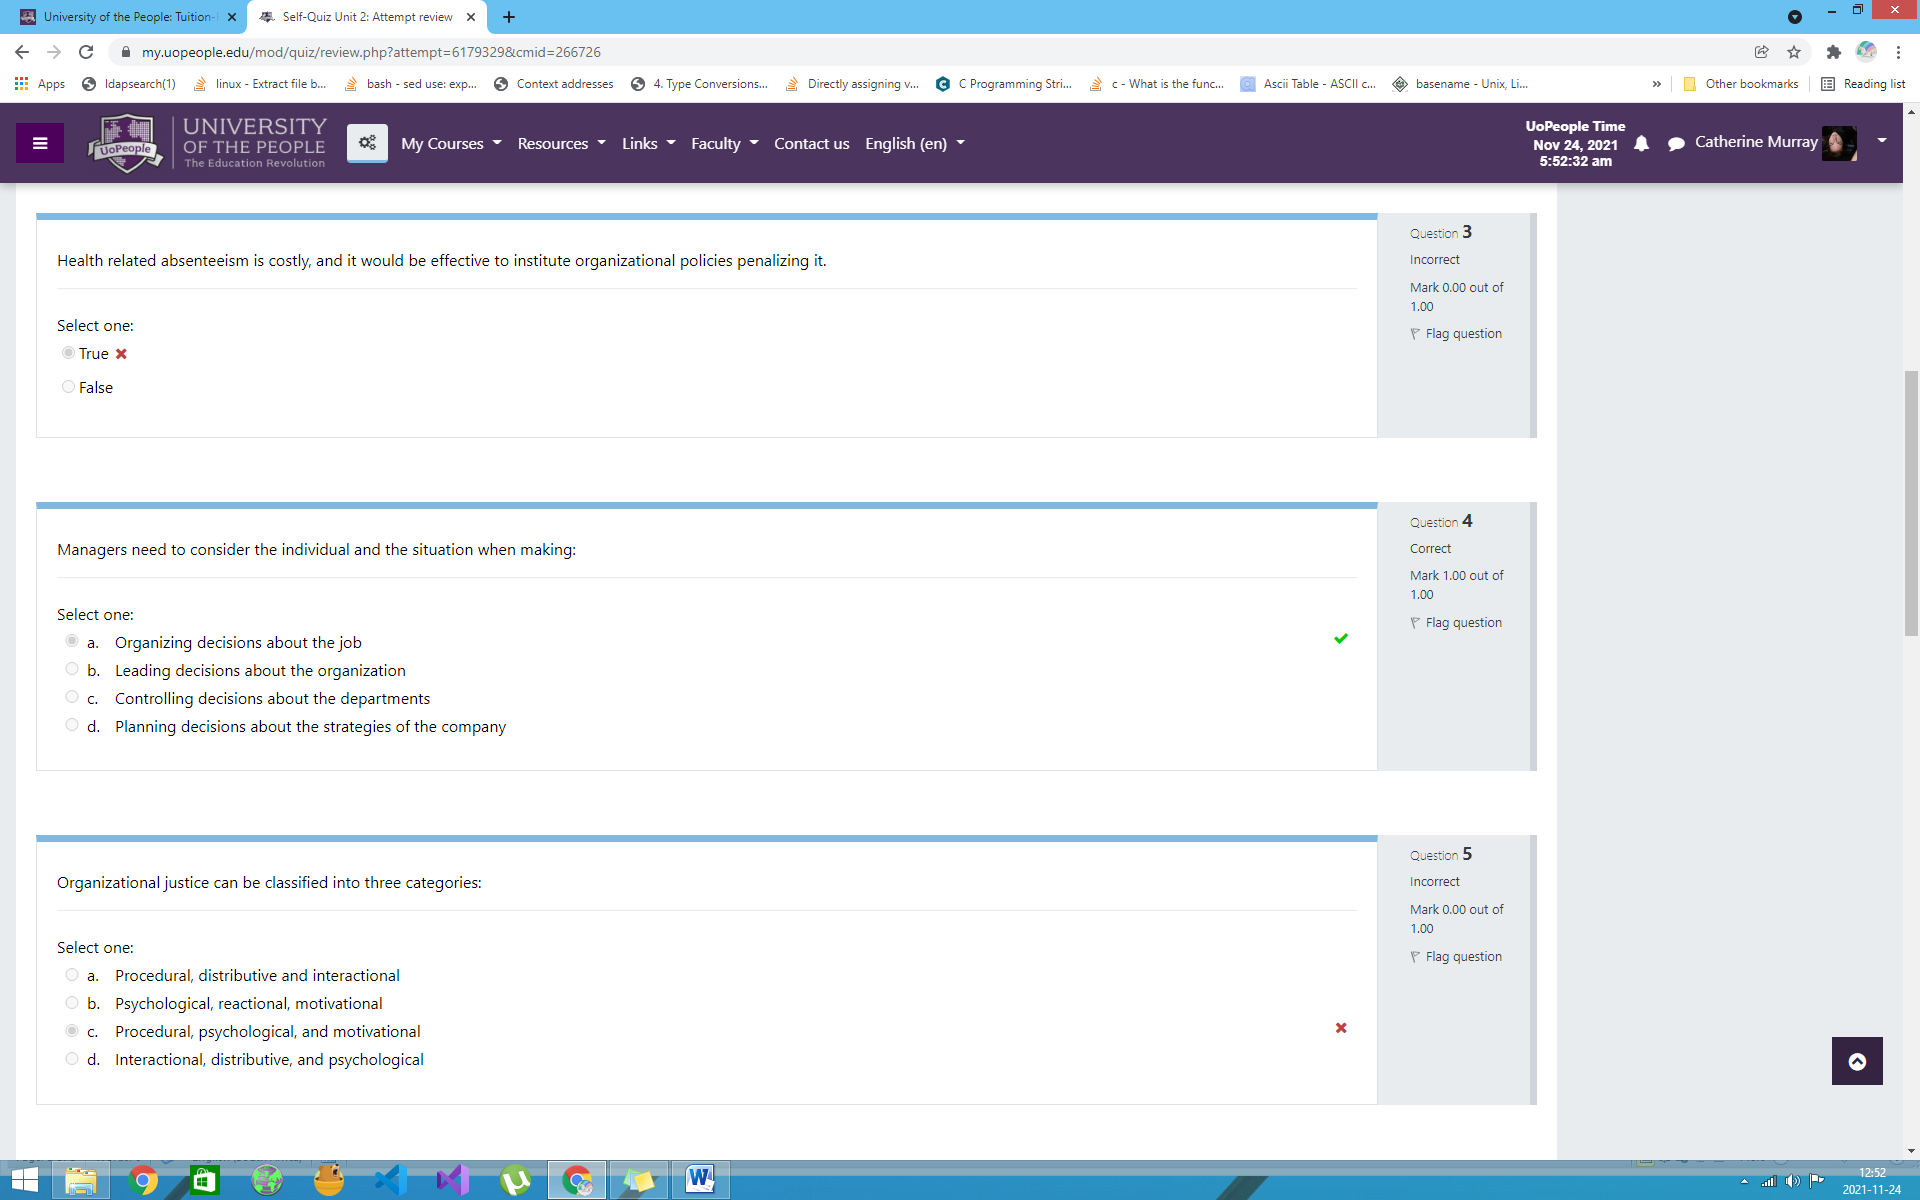 University of the People: Tuition-
Self-Quiz Unit 2: Attempt review
my.uopeople.edu/mod/quiz/review.php?attempt=6179329&cmid=266726
Apps
ldapsearch(1)
linux - Extract file b...
bash - sed use: exp...
Context addresses
4. Type Conversions...
Directly assigning v...
C Programming Stri...
c - What is the func...
Ascii Table - ASCII c...
basename - Unix, Li...
»
Other bookmarks
Reading list
UoPeople
UNIVERSITY
OF THE PEOPLE
The Education Revolution
My Courses
Resources
Links
Faculty
Contact us
English (en)
UoPeople Time
Nov 24, 2021
5:52:32 am
Catherine Murray
Health related absenteeism is costly, and it would be effective to institute organizational policies penalizing it.
Select one:
True
False
Question 3
Incorrect
Mark 0.00 out of
1.00
Flag question
Managers need to consider the individual and the situation when making:
Select one:
a. Organizing decisions about the job
b. Leading decisions about the organization
c. Controlling decisions about the departments
d. Planning decisions about the strategies of the company
Question 4
Correct
Mark 1.00 out of
1.00
Flag question
Organizational justice can be classified into three categories:
Select one:
a. Procedural, distributive and interactional
b. Psychological, reactional, motivational
c. Procedural, psychological, and motivational
d. Interactional, distributive, and psychological
Question 5
Incorrect
Mark 0.00 out of
1.00
Flag question
12:52
2021-11-24